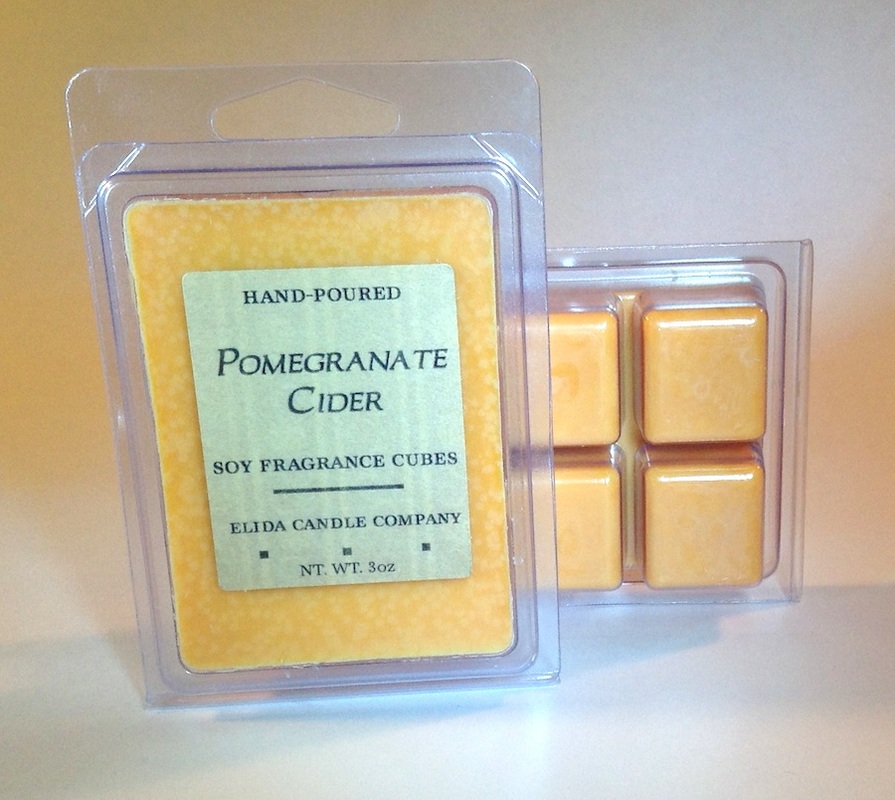 HAND-POURED
POMEGRANATE
CIDER
SOY FRAGRANCE CUBES
ELIDA CANDLE COMPANY
NT. WT. 3oz